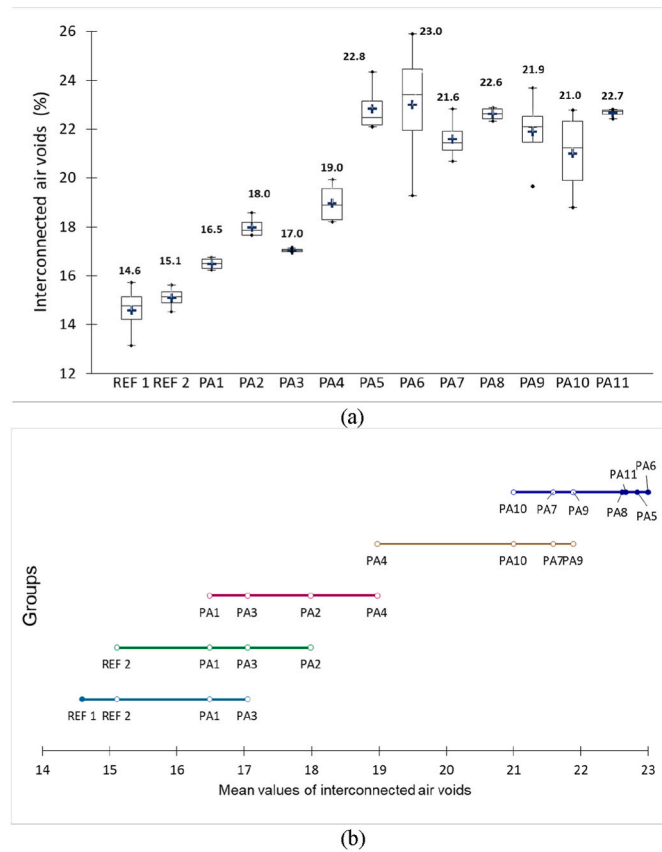 26
24
22
20
18
16
14
12
Interconnected air voids (%)
14.6
15.1
16.5
18.0
17.0
19.0
22.8
23.0
21.6
22.6
21.9
21.0
22.7
REF 1 REF 2 PA1 PA2 PA3 PA4 PA5 PA6 PA7 PA8 PA9 PA10 PA11
(a)
Groups
PA6
PA11
PA10 PA7 PA9 PA8 PA5
PA4 PA10 PA7 PA9
PA1 PA3 PA2 PA4
REF 2 PA1 PA3 PA2
REF 1 REF 2 PA1 PA3
14 15 16 17 18 19 20 21 22 23
Mean values of interconnected air voids
(b)